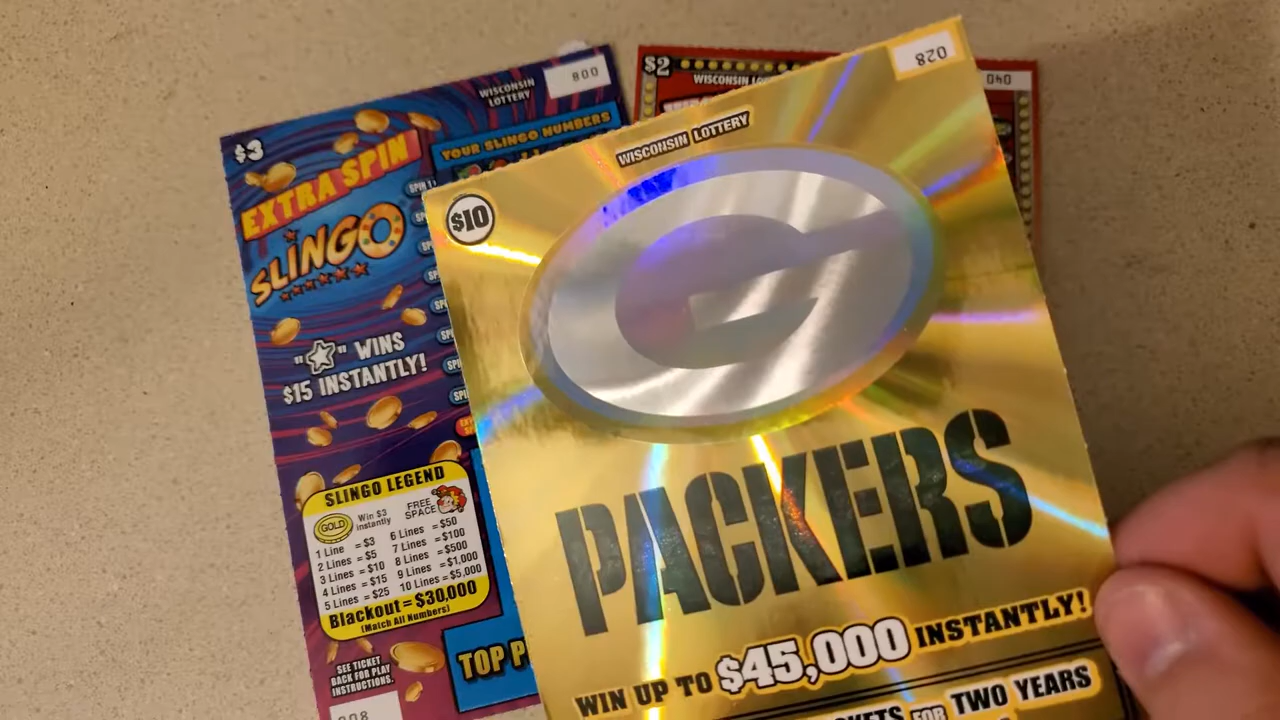 $3
WISCONSIN
LOTTERY
008
YOUR SLINGO NUMBERS
EXTRA SPIN
SLINGO
"☆" WINS
$15 INSTANTLY!
SLINGO LEGEND
GOLD
Win $3
instantly
FREE
SPACE
1 Line = $3
2 Lines = $5
3 Lines = $10
4 Lines = $15
5 Lines = $25
6 Lines = $50
7 Lines = $100
8 Lines = $500
9 Lines = $1,000
10 Lines = $5,000
Blackout = $30,000
(Match All Numbers)
SEE TICKET
BACK FOR PLAY
INSTRUCTIONS.
008
TOP
$2
WISCONSIN
040
028
WISCONSIN LOTTERY
$10
G
PACKERS
WIN UP TO $45,000 INSTANTLY!
FOR TWO YEARS